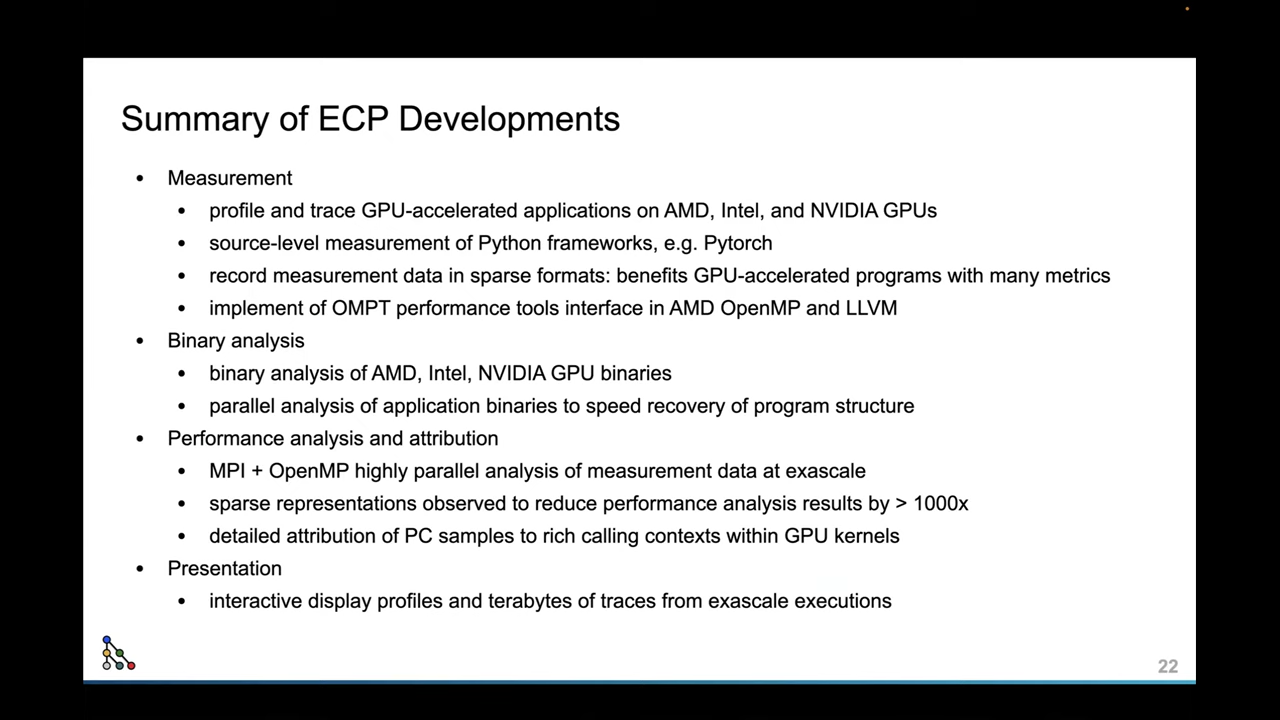 Summary of ECP Developments
• Measurement
• profile and trace GPU-accelerated applications on AMD, Intel, and NVIDIA GPUs
• source-level measurement of Python frameworks, e.g. Pytorch
• record measurement data in sparse formats: benefits GPU-accelerated programs with many metrics
• implement of OMPT performance tools interface in AMD OpenMP and LLVM
• Binary analysis
• binary analysis of AMD, Intel, NVIDIA GPU binaries
• parallel analysis of application binaries to speed recovery of program structure
• Performance analysis and attribution
• MPI + OpenMP highly parallel analysis of measurement data at exascale
• sparse representations observed to reduce performance analysis results by > 1000x
• detailed attribution of PC samples to rich calling contexts within GPU kernels
• Presentation
• interactive display profiles and terabytes of traces from exascale executions
22